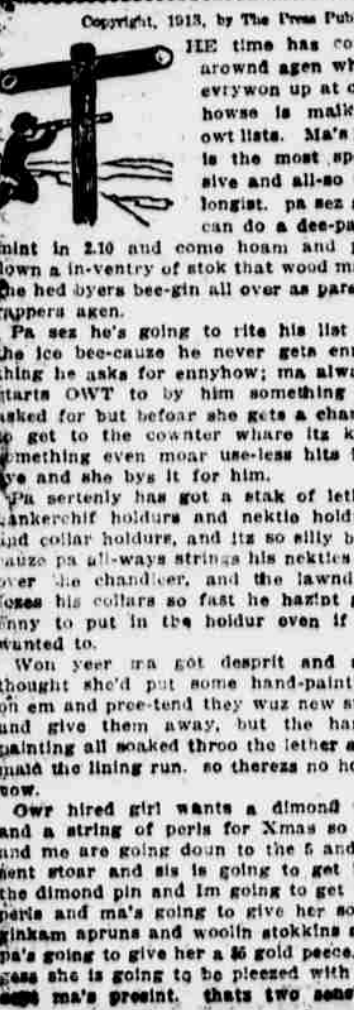 Copyright, 1913, by The Press Pub
HE time has co
arownd agen wh
evrywon up at o
howse is malk
owt lists. Ma's
is the most sp
sive and all-so
longist. pa sez
can do a dee-pa
mint in 2.10 and come hoam and
down a in-ventry of stok that wood m
the hed byers bee-gin all over as pare
rappers agen.
Pa sez he's going to rite his list
the ice bee-cauze he never gets enn
thing he asks for ennyhow; ma alwa
starts OWT to by him something
asked for but befoar she gets a chan
to get to the cownter whare its k
something even moar use-less hits
eye and she bys it for him.
Pa sertenly has got a stak of leth
hankerchif holdurs and nektie hold
and collar holdurs, and its so silly b
cauze pa all-ways strings his nekties
over the chandleer, and the lawnd
lozes his collars so fast he hazint
enny to put in the holdur even if
wanted to.
Won yeer ma got desprit and
thought she'd put some hand-paint
on em and pree-tend they wuz new s
and give them away, but the han
painting all soaked throo the lether a
maid the lining run. so therezs no ho
now.
Owr hired girl wants a dimond
and a string of perls for Xmas so
and me are going doun to the 5 and
sent stoar and sis is going to get
the dimond pin and Im going to get
perls and ma's going to give her so
ginkam apruns and woolin stokkins
pa's going to give her a $5 gold peece.
gess she is going to be pleezed with
sept ma's presint. thats two sens